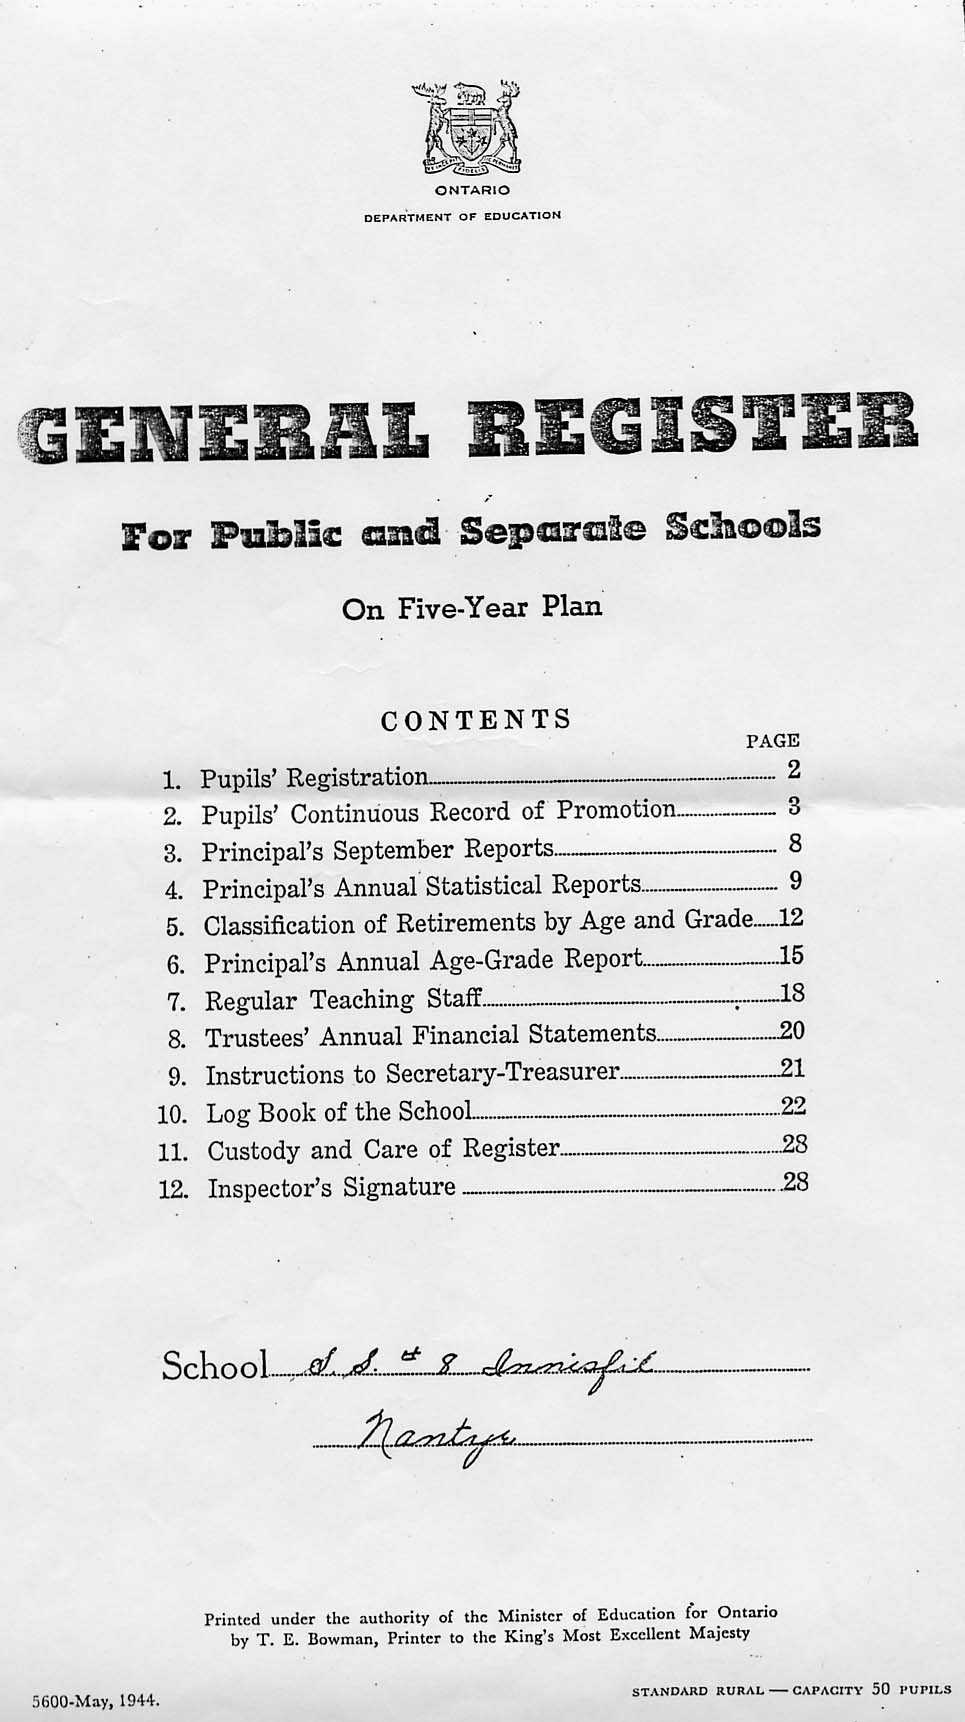 ONTARIO
DEPARTMENT OF EDUCATION
GENERAL REGISTER
For Public and Separate Schools
On Five-Year Plan
CONTENTS
PAGE
1. Pupils' Registration 2
2. Pupils' Continuous Record of Promotion 3
3. Principal's September Reports 8
4. Principal's Annual Statistical Reports 9
5. Classification of Retirements by Age and Grade 12
6. Principal's Annual Age-Grade Report 15
7. Regular Teaching Staff 18
8. Trustees' Annual Financial Statements 20
9. Instructions to Secretary-Treasurer 21
10. Log Book of the School 22
11. Custody and Care of Register 28
12. Inspector's Signature 28
School S. S. # 8 Innisfil
Nantyr
Printed under the authority of the Minister of Education for Ontario
by T. E. Bowman, Printer to the King's Most Excellent Majesty
5600-May, 1944.
STANDARD RURAL — CAPACITY 50 PUPILS